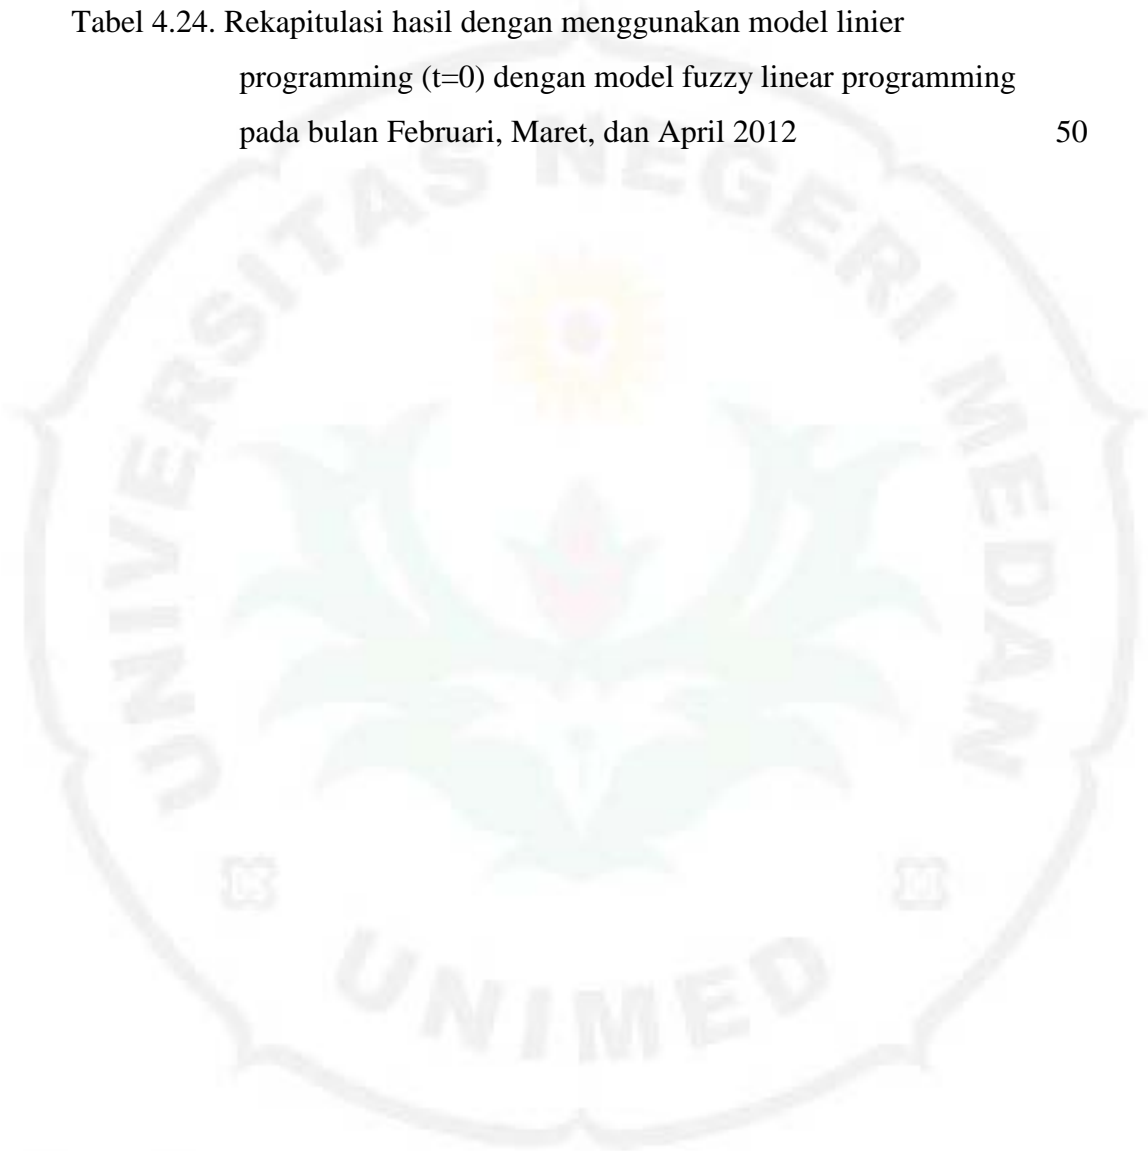 Tabel 4.24. Rekapitulasi hasil dengan menggunakan model linier
programming (t=0) dengan model fuzzy linear programming
pada bulan Februari, Maret, dan April 2012 50
UNIVERSITAS NEGERI MEDAN
UNIMED